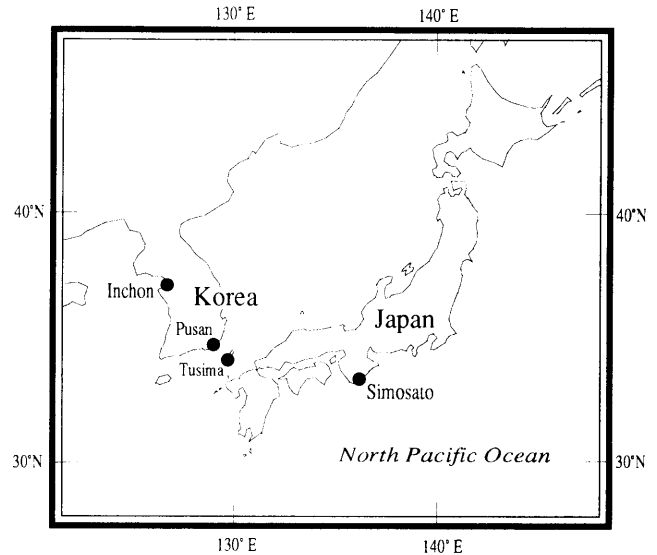 130° E 140° E
40°N 40°N
Inchon Korea
Pusan Japan
Tusima
Simosato
North Pacific Ocean
30°N 30°N
130° E 140° E